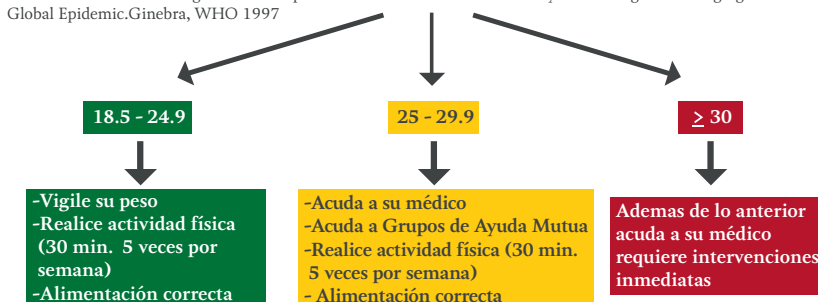 Global Epidemic.Ginebra, WHO 1997
18.5 - 24.9
25 - 29.9
≥ 30
-Vigile su peso
-Realice actividad física
(30 min. 5 veces por
semana)
-Alimentación correcta
-Acuda a su médico
-Acuda a Grupos de Ayuda Mutua
-Realice actividad física (30 min.
5 veces por semana)
- Alimentación correcta
Ademas de lo anterior
acuda a su médico
requiere intervenciones
inmediatas